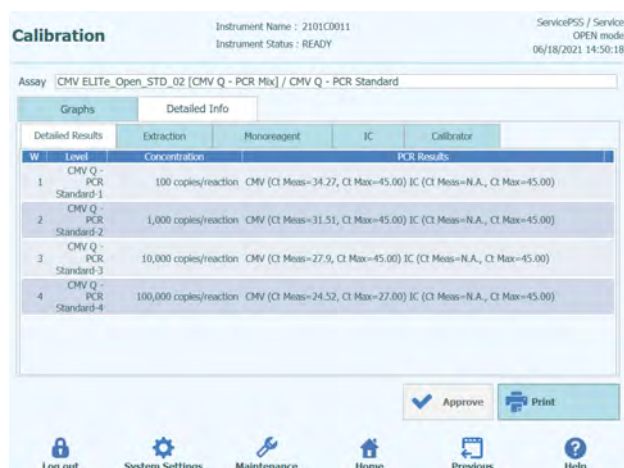 Calibration
Instrument Name : 2101C0011
Instrument Status : READY
ServicePSS / Service
OPEN mode
06/18/2021 14:50:18
Assay CMV ELITe_Open_STD_02 [CMV Q - PCR Mix] / CMV Q - PCR Standard
Graphs Detailed Info
Detailed Results Extraction Monoreagent IC Calibrator
W Level Concentration PCR Results
CMV Q -
1 PCR 100 copies/reaction CMV (Ct Meas=34.27, Ct Max=45.00) IC (Ct Meas=N.A., Ct Max=45.00)
Standard-1
CMV Q -
2 PCR 1,000 copies/reaction CMV (Ct Meas=31.51, Ct Max=45.00) IC (Ct Meas=N.A., Ct Max=45.00)
Standard-2
CMV Q -
3 PCR 10,000 copies/reaction CMV (Ct Meas=27.9, Ct Max=45.00) IC (Ct Meas=N.A., Ct Max=45.00)
Standard-3
CMV Q -
4 PCR 100,000 copies/reaction CMV (Ct Meas=24.52, Ct Max=27.00) IC (Ct Meas=N.A., Ct Max=45.00)
Standard-4
Approve Print
Log out System Settings Maintenance Home Previous Help